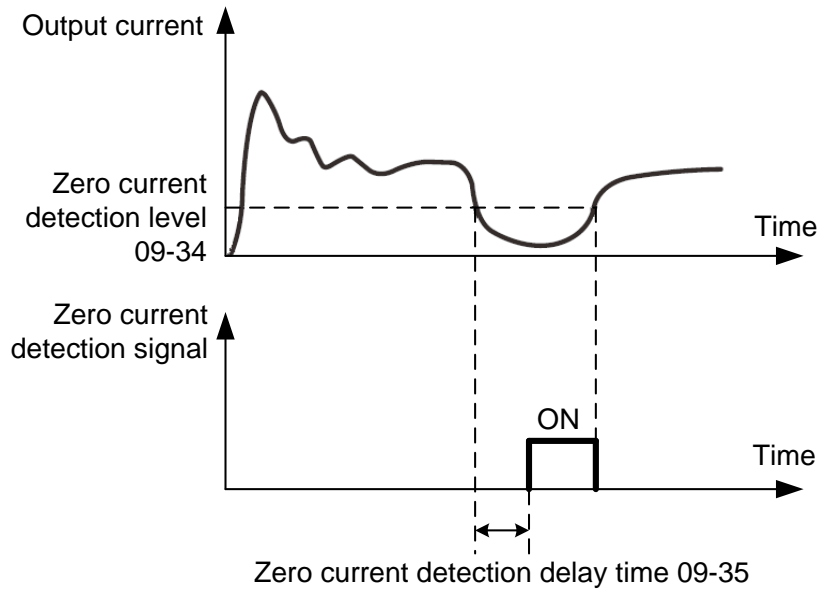 Output current
Zero current
detection level
09-34
Time
Zero current
detection signal
ON
Time
Zero current detection delay time 09-35